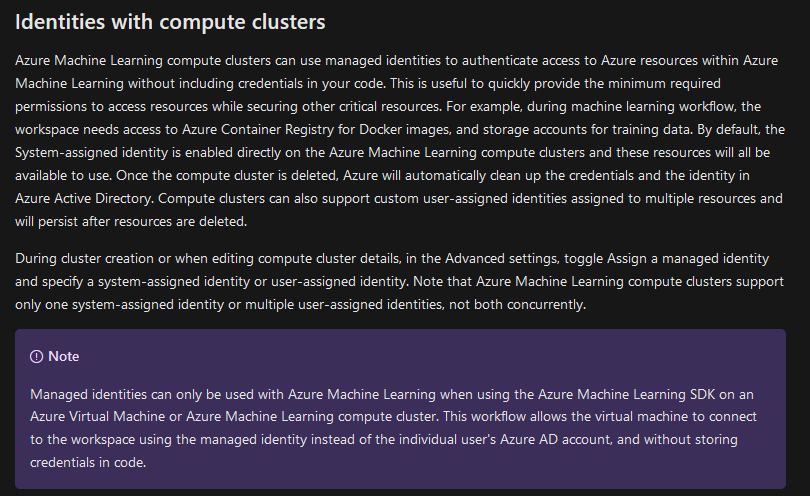 Identities with compute clusters
Azure Machine Learning compute clusters can use managed identities to authenticate access to Azure resources within Azure
Machine Learning without including credentials in your code. This is useful to quickly provide the minimum required
permissions to access resources while securing other critical resources. For example, during machine learning workflow, the
workspace needs access to Azure Container Registry for Docker images, and storage accounts for training data. By default, the
System-assigned identity is enabled directly on the Azure Machine Learning compute clusters and these resources will all be
available to use. Once the compute cluster is deleted, Azure will automatically clean up the credentials and the identity in
Azure Active Directory. Compute clusters can also support custom user-assigned identities assigned to multiple resources and
will persist after resources are deleted.
During cluster creation or when editing compute cluster details, in the Advanced settings, toggle Assign a managed identity
and specify a system-assigned identity or user-assigned identity. Note that Azure Machine Learning compute clusters support
only one system-assigned identity or multiple user-assigned identities, not both concurrently.
Note
Managed identities can only be used with Azure Machine Learning when using the Azure Machine Learning SDK on an
Azure Virtual Machine or Azure Machine Learning compute cluster. This workflow allows the virtual machine to connect
to the workspace using the managed identity instead of the individual user's Azure AD account, and without storing
credentials in code.